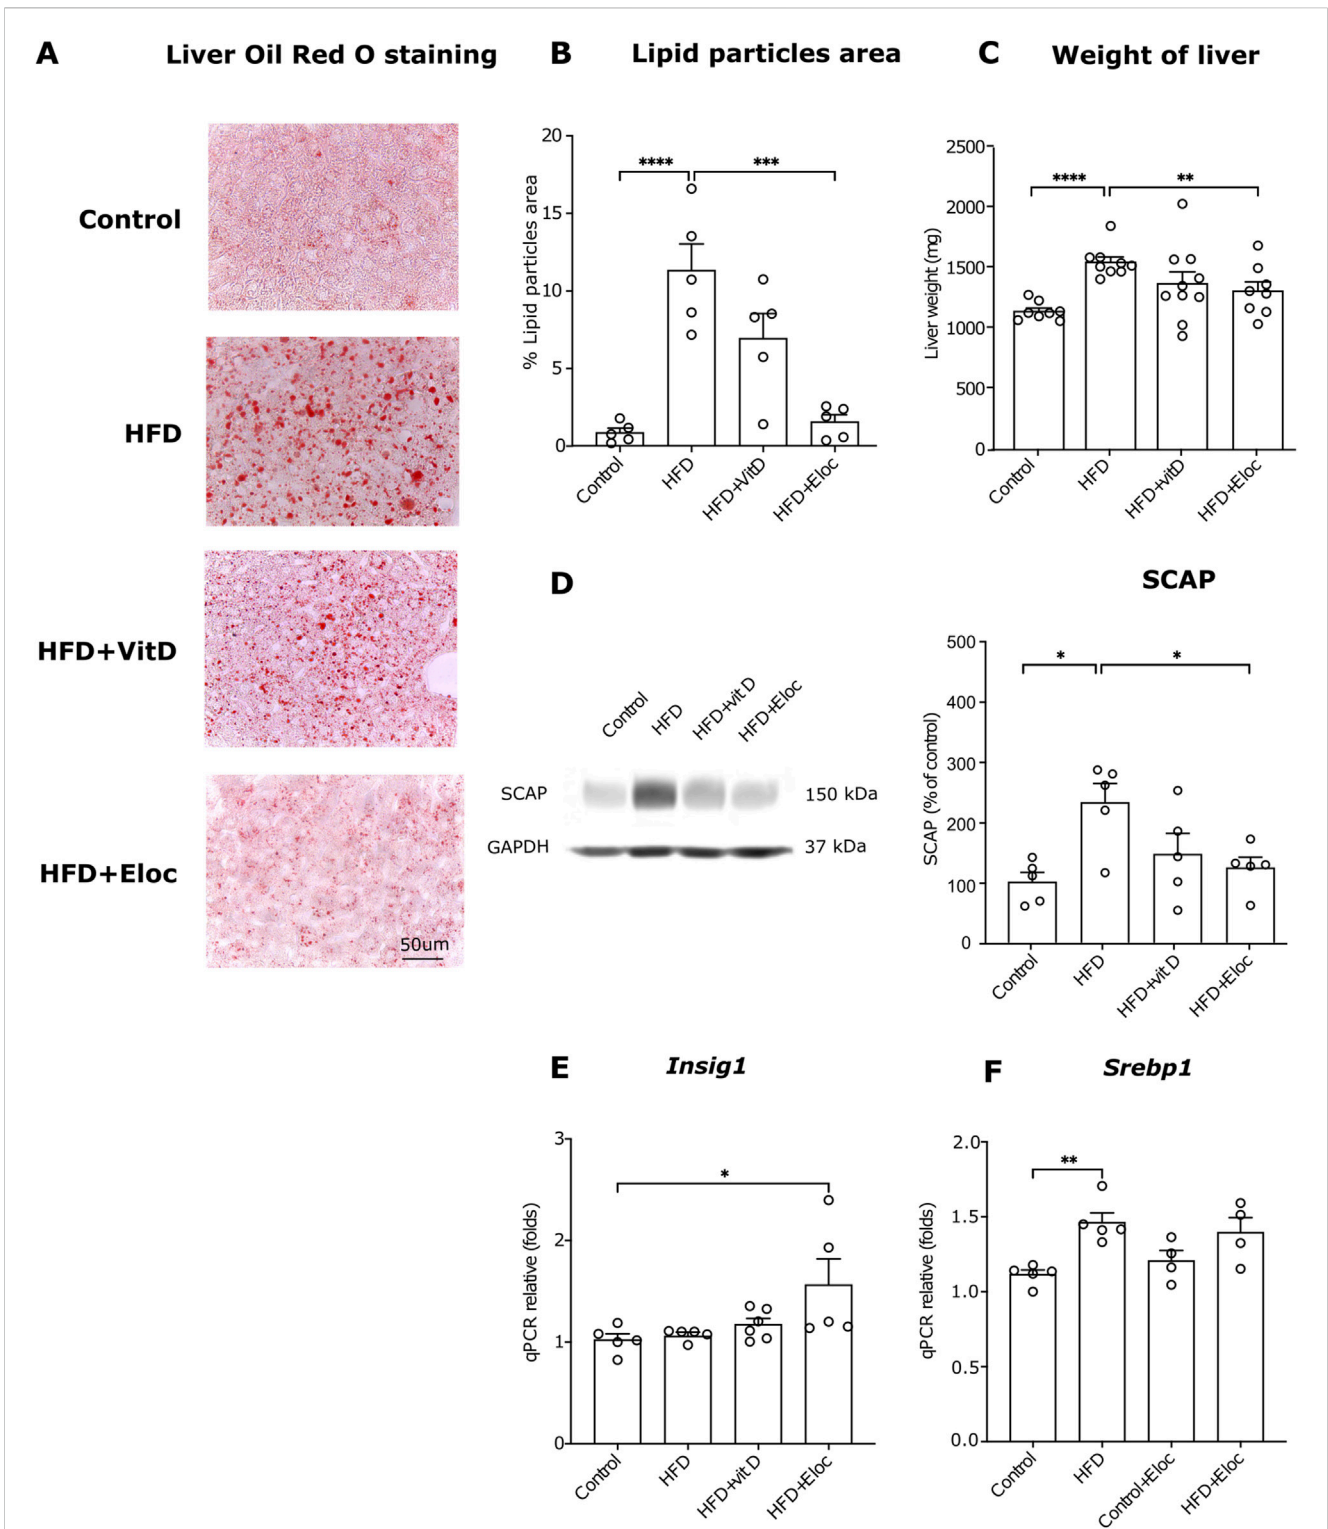 A
Liver Oil Red O staining
Control
HFD
HFD+VitD
HFD+Eloc
50um
B
Lipid particles area
% Lipid particles area
20
15
10
5
0
****
***
Control
HFD
HFD+VitD
HFD+Eloc
C
Weight of liver
Liver weight (mg)
2500
2000
1500
1000
500
0
****
**
Control
HFD
HFD+vitD
HFD+Eloc
D
Control
HFD
HFD+vit D
HFD+Eloc
SCAP
150 kDa
GAPDH
37 kDa
SCAP
SCAP (% of control)
500
400
300
200
100
0
*
*
Control
HFD
HFD+vit D
HFD+Eloc
E
Insig1
qPCR relative (folds)
3
2
1
0
*
Control
HFD
HFD+vit D
HFD+Eloc
F
Srebp1
qPCR relative (folds)
2.0
1.5
1.0
0.5
0.0
**
Control
HFD
Control+Eloc
HFD+Eloc